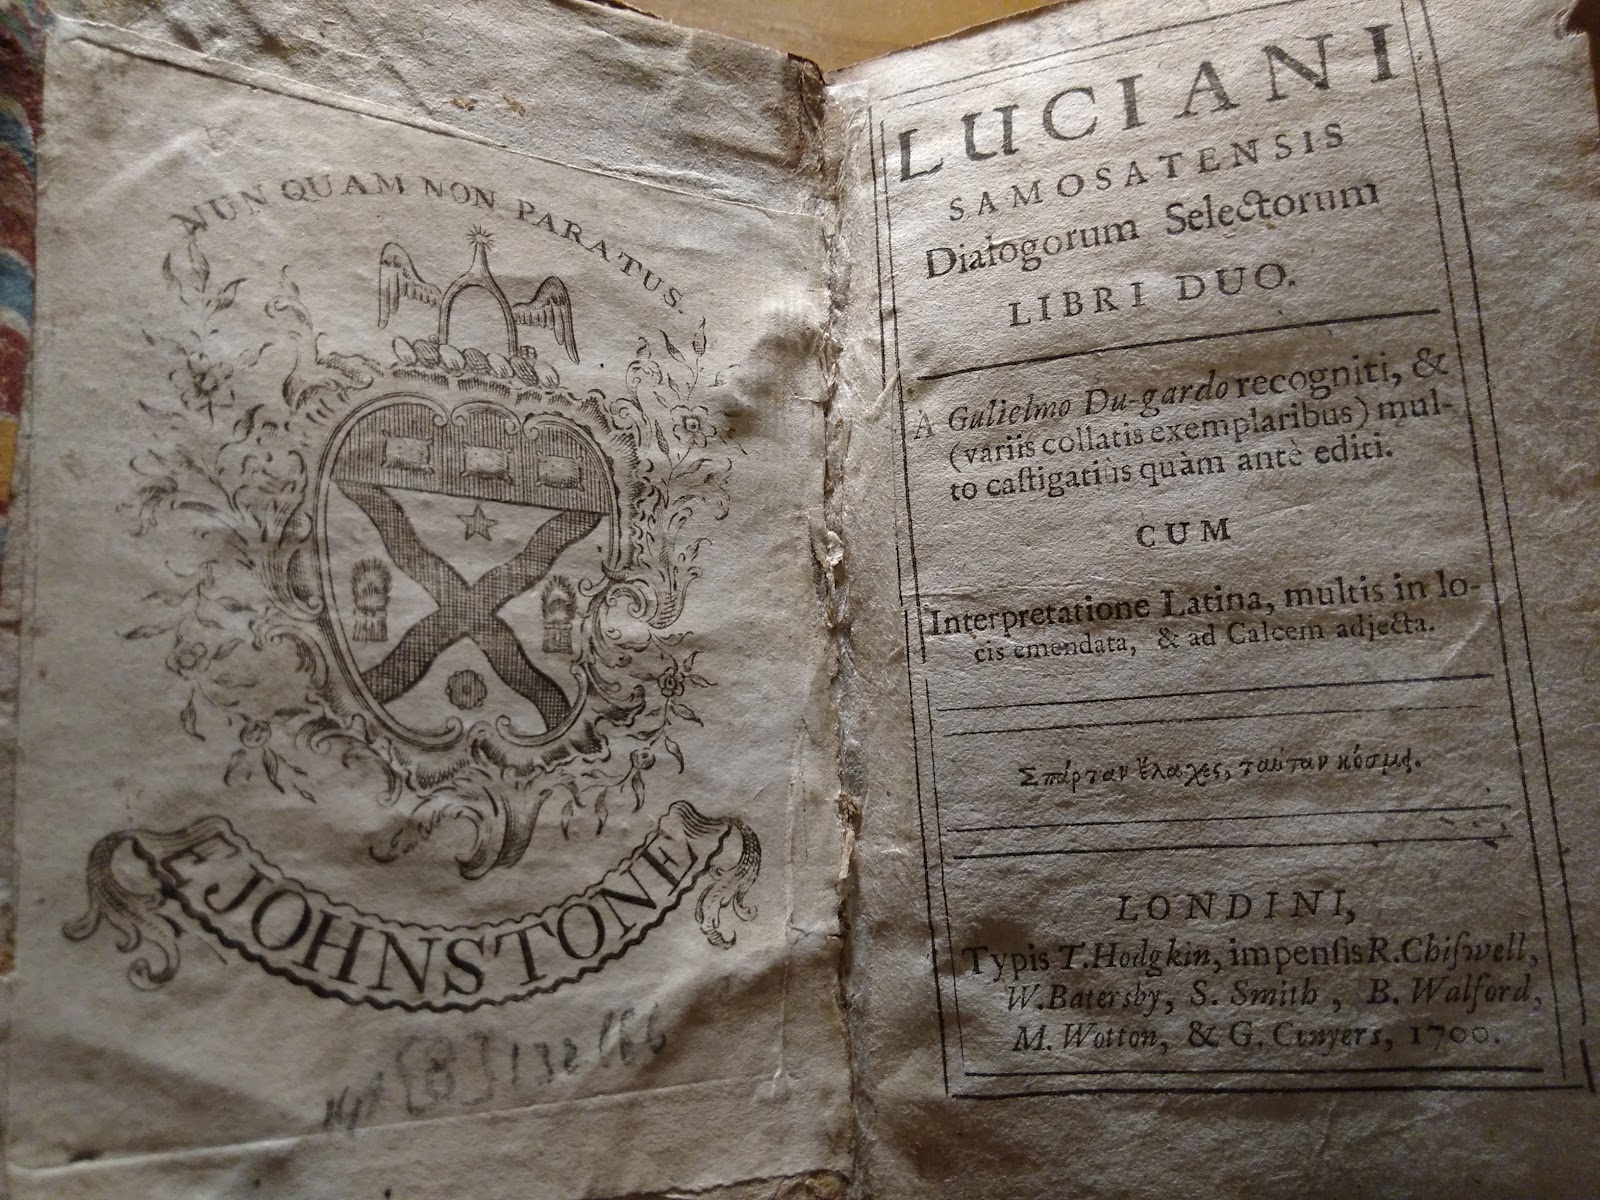 NUNQUAM NON PARATUS.
JOHNSTONE
LUCIANI
SAMOSATENSIS
Dialogorum Selectorum
LIBRI DUO.
A Gulielmo Du-gardo recogniti, &
(variis collatis exemplaribus) mul-
to caſtigatiùs quàm antè editi.
CUM
Interpretatione Latina, multis in lo-
cis emendata, & ad Calcem adjecta.
Σπάρταν ἔλαχες, ταύταν κόσμει.
LONDINI,
Typis T. Hodgkin, impenſis R. Chiſwell,
W. Batersby, S. Smith, B. Walford,
M. Wotton, & G. Conyers, 1700.